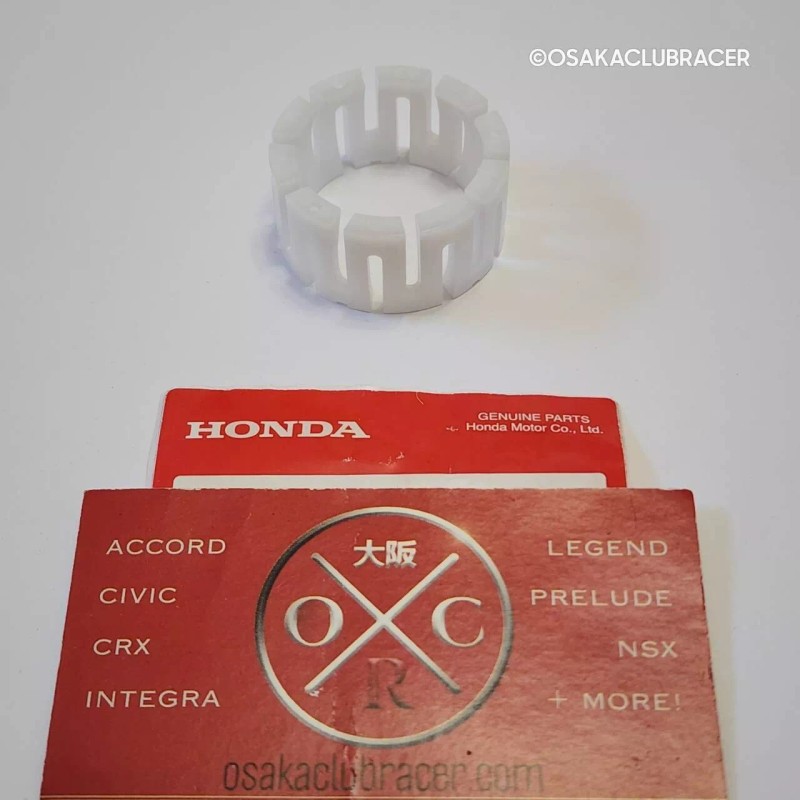 ©OSAKACLUBRACER
HONDA
GENUINE PARTS
Honda Motor Co., Ltd.
ACCORD
CIVIC
CRX
INTEGRA
大阪
O C
R
LEGEND
PRELUDE
NSX
+ MORE!
osakaclubracer.com